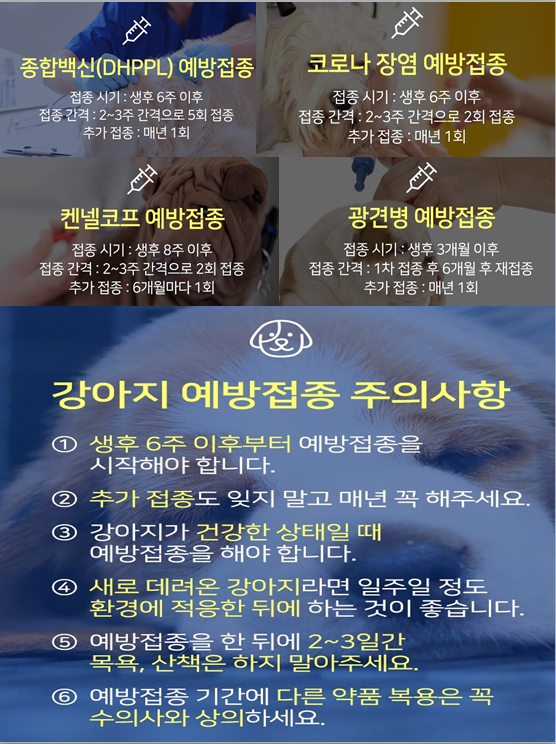 종합백신(DHPPL) 예방접종
접종 시기 : 생후 6주 이후
접종 간격 : 2~3주 간격으로 5회 접종
추가 접종 : 매년 1회
코로나 장염 예방접종
접종 시기 : 생후 6주 이후
접종 간격 : 2~3주 간격으로 2회 접종
추가 접종 : 매년 1회
켄넬코프 예방접종
접종 시기 : 생후 8주 이후
접종 간격 : 2~3주 간격으로 2회 접종
추가 접종 : 6개월마다 1회
광견병 예방접종
접종 시기 : 생후 3개월 이후
접종 간격 : 1차 접종 후 6개월 후 재접종
추가 접종 : 매년 1회
강아지 예방접종 주의사항
① 생후 6주 이후부터 예방접종을
시작해야 합니다.
② 추가 접종도 잊지 말고 매년 꼭 해주세요.
③ 강아지가 건강한 상태일 때
예방접종을 해야 합니다.
④ 새로 데려온 강아지라면 일주일 정도
환경에 적응한 뒤에 하는 것이 좋습니다.
⑤ 예방접종을 한 뒤에 2~3일간
목욕, 산책은 하지 말아주세요.
⑥ 예방접종 기간에 다른 약품 복용은 꼭
수의사와 상의하세요.